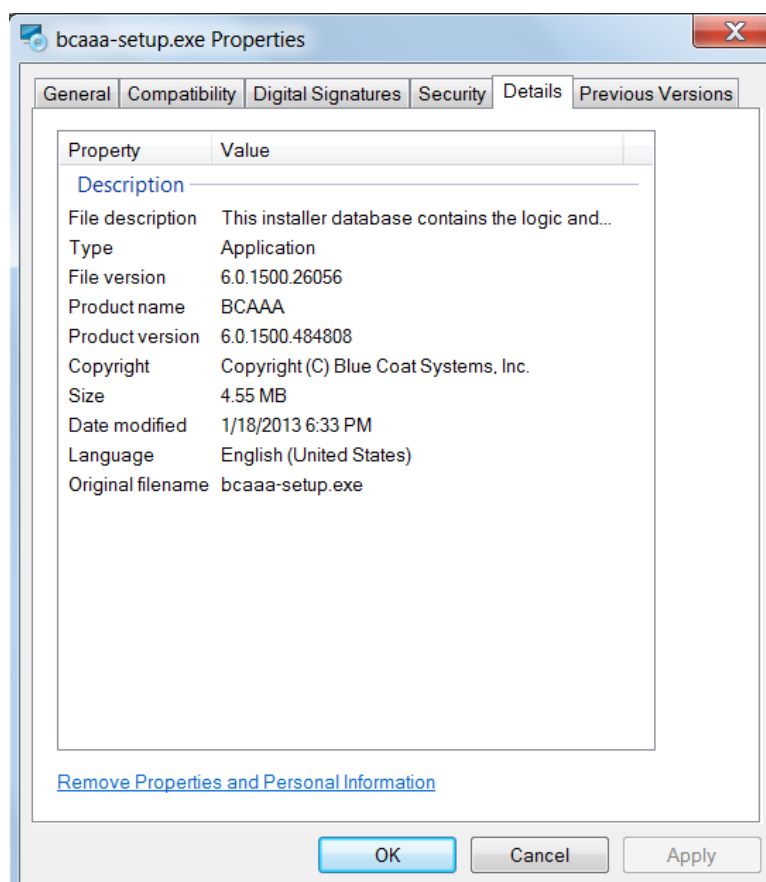 bcaaa-setup.exe Properties
General Compatibility Digital Signatures Security Details Previous Versions
Property Value
Description
File description This installer database contains the logic and...
Type Application
File version 6.0.1500.26056
Product name BCAAA
Product version 6.0.1500.484808
Copyright Copyright (C) Blue Coat Systems, Inc.
Size 4.55 MB
Date modified 1/18/2013 6:33 PM
Language English (United States)
Original filename bcaaa-setup.exe
Remove Properties and Personal Information
OK Cancel Apply